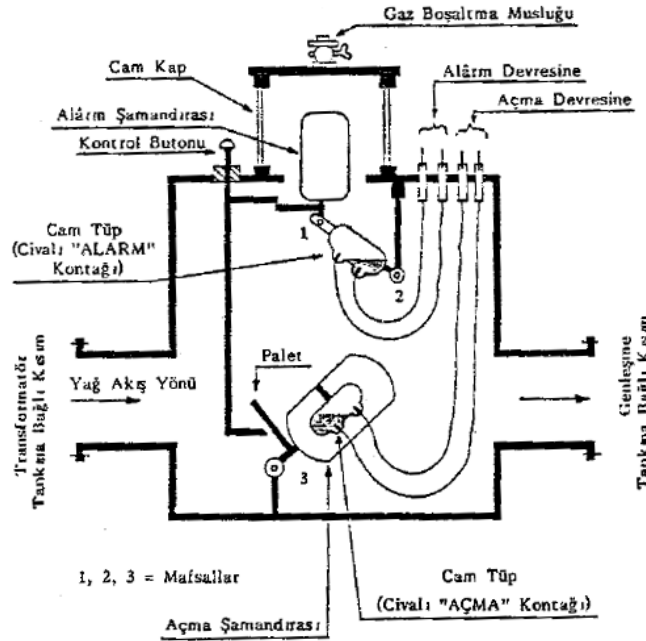 Gaz Boşaltma Musluğu
Cam Kap
Alârm Şamandırası
Kontrol Butonu
Alârm Devresine
Açma Devresine
1
2
Cam Tüp
(Civalı "ALARM"
Kontağı)
Palet
Yağ Akış Yönü
Transformatör
Tankına Bağlı Kısım
Genleşme
Tankına Bağlı Kısım
3
1, 2, 3 = Mafsallar
Cam Tüp
(Civalı "AÇMA" Kontağı)
Açma Şamandırası